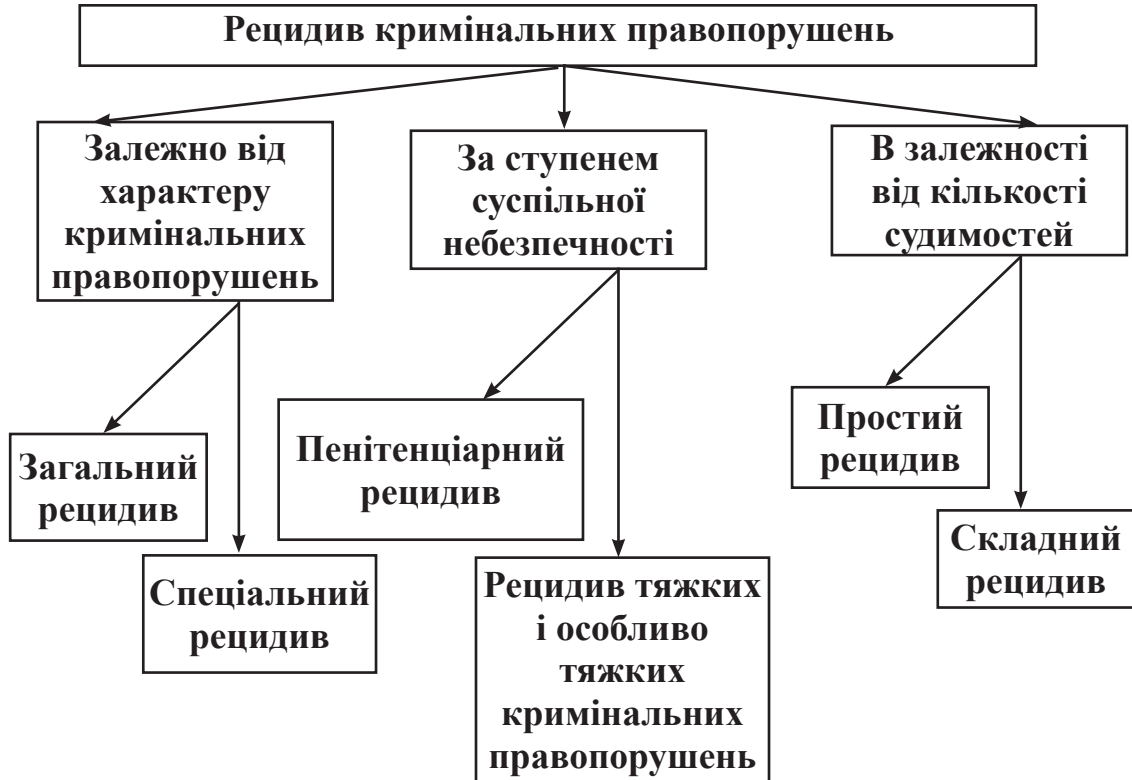 Рецидив кримінальних правопорушень
Залежно від
характеру
кримінальних
правопорушень
За ступенем
суспільної
небезпечності
В залежності
від кількості
судимостей
Загальний
рецидив
Спеціальний
рецидив
Пенітенціарний
рецидив
Рецидив тяжких
і особливо
тяжких
кримінальних
правопорушень
Простий
рецидив
Складний
рецидив